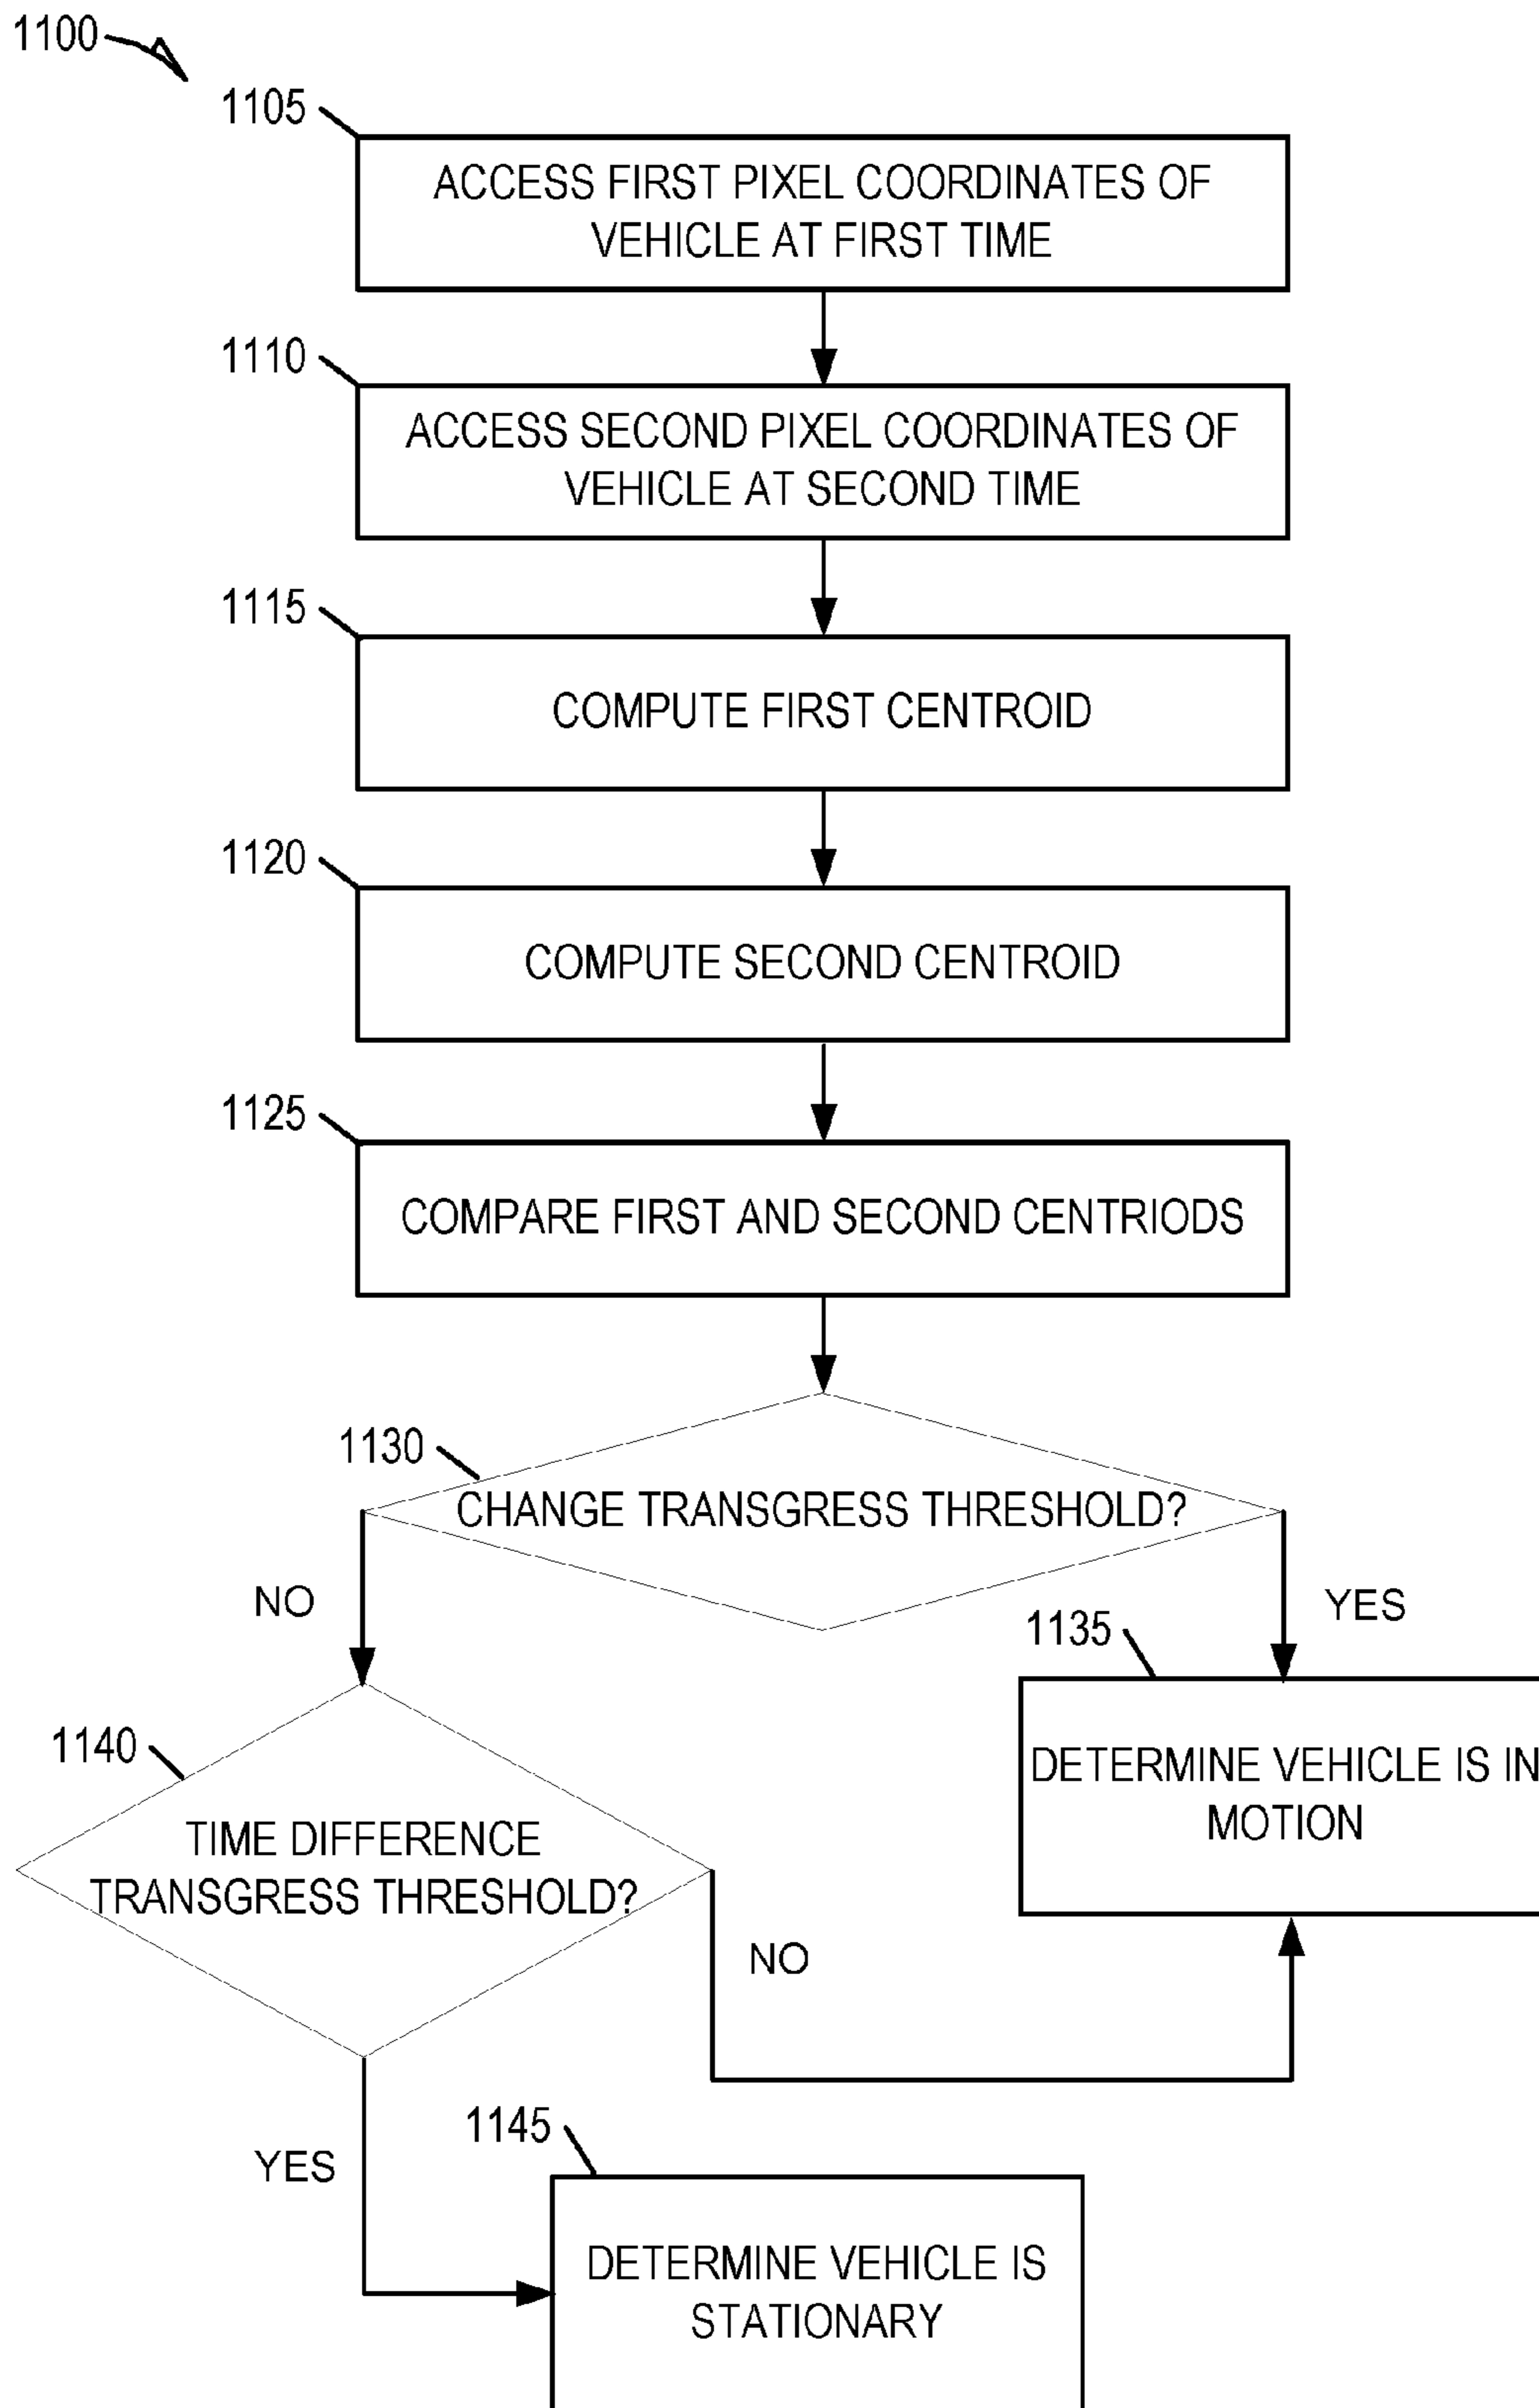 1100
1105
ACCESS FIRST PIXEL COORDINATES OF
VEHICLE AT FIRST TIME
1110
ACCESS SECOND PIXEL COORDINATES OF
VEHICLE AT SECOND TIME
1115
COMPUTE FIRST CENTROID
1120
COMPUTE SECOND CENTROID
1125
COMPARE FIRST AND SECOND CENTRIODS
1130
CHANGE TRANSGRESS THRESHOLD?
NO
YES
1135
DETERMINE VEHICLE IS IN
MOTION
1140
TIME DIFFERENCE
TRANSGRESS THRESHOLD?
NO
YES
1145
DETERMINE VEHICLE IS
STATIONARY